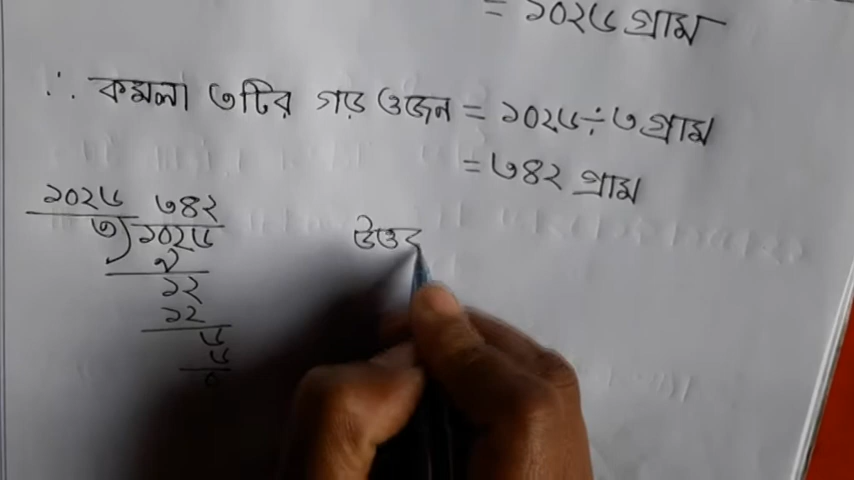 = ১০২৬ গ্রাম
∴ কমলা ৩টির গড় ওজন = ১০২৬ ÷ ৩ গ্রাম
= ৩৪২ গ্রাম
১০২৬ ৩৪২
৩) ১০২৬
৯
১২
১২
৬
৬
০
উত্তর